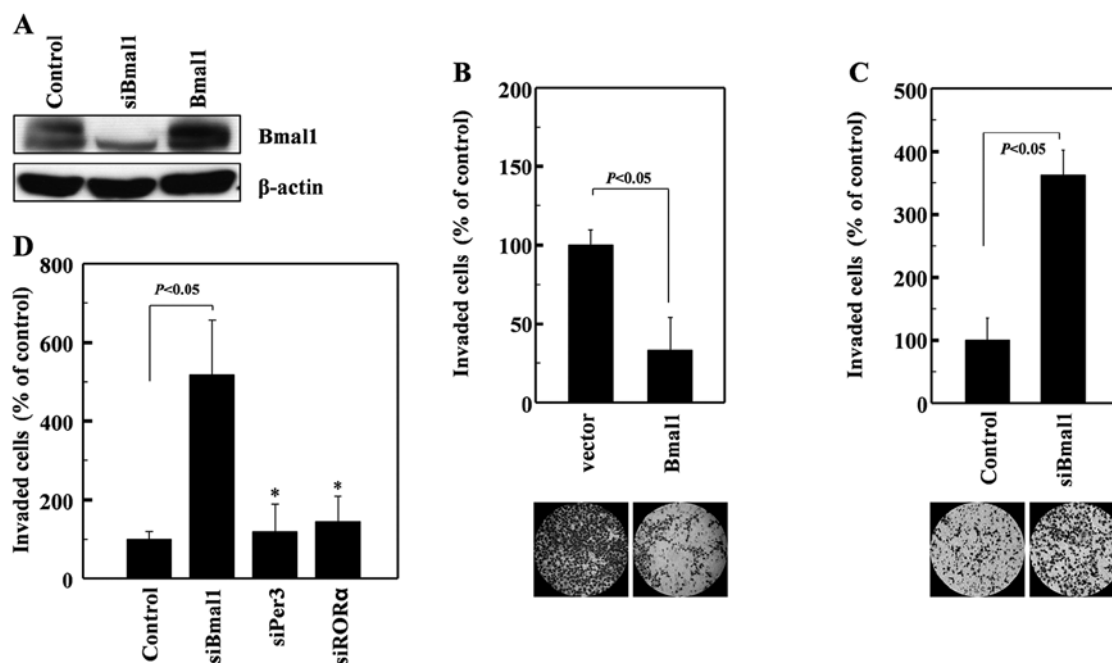 A
Control
siBmal1
Bmal1
Bmal1
β-actin
B
Invaded cells (% of control)
200
150
100
50
0
P<0.05
vector
Bmal1
C
Invaded cells (% of control)
500
400
350
300
200
100
0
P<0.05
Control
siBmal1
D
Invaded cells (% of control)
800
600
400
200
0
P<0.05
*
*
Control
siBmal1
siPer3
siRORα